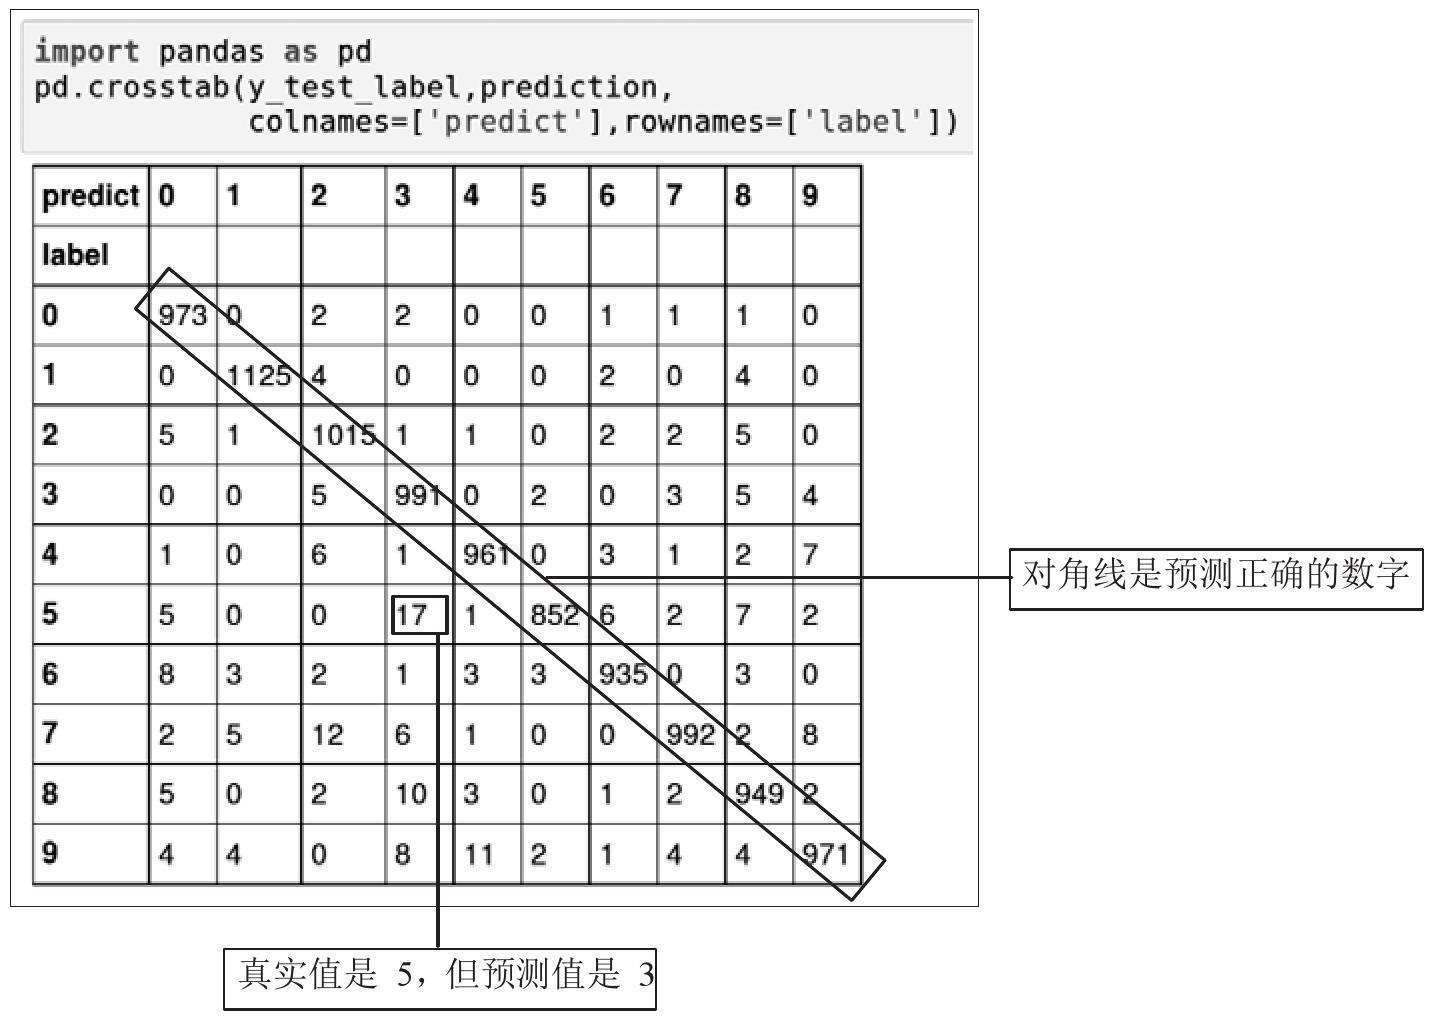 import pandas as pd
pd.crosstab(y_test_label,prediction,
colnames=['predict'],rownames=['label'])
predict 0 1 2 3 4 5 6 7 8 9
label
0 973 0 2 2 0 0 1 1 1 0
1 0 1125 4 0 0 0 2 0 4 0
2 5 1 1015 1 1 0 2 2 5 0
3 0 0 5 991 0 2 0 3 5 4
4 1 0 6 1 961 0 3 1 2 7
对角线是预测正确的数字
5 5 0 0 17 1 852 6 2 7 2
6 8 3 2 1 3 3 935 0 3 0
7 2 5 12 6 1 0 0 992 2 8
8 5 0 2 10 3 0 1 2 949 2
9 4 4 0 8 11 2 1 4 4 971
真实值是 5，但预测值是 3